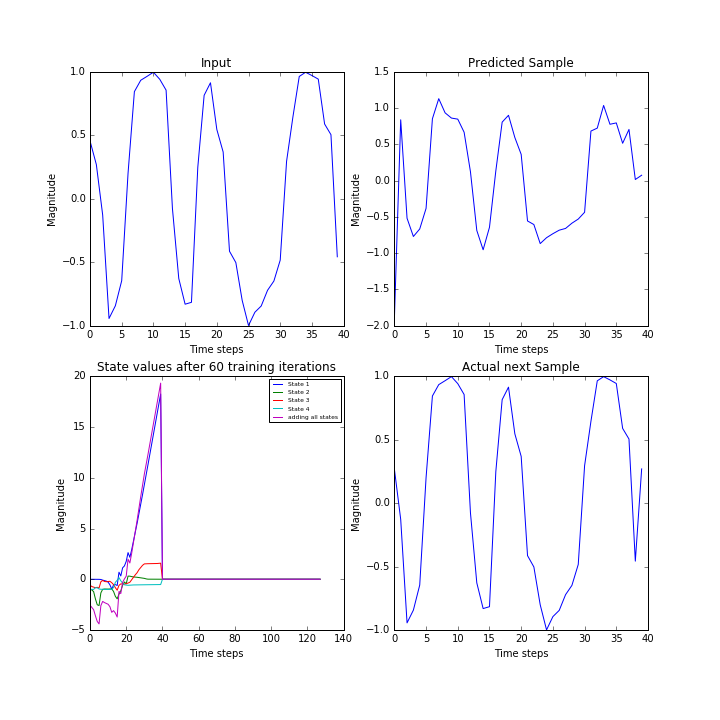 Input
Magnitude
1.0
0.5
0.0
−0.5
−1.0
0 5 10 15 20 25 30 35 40
Time steps
Predicted Sample
Magnitude
1.5
1.0
0.5
0.0
−0.5
−1.0
−1.5
−2.0
0 5 10 15 20 25 30 35 40
Time steps
State values after 60 training iterations
Magnitude
20
15
10
5
0
−5
0 20 40 60 80 100 120 140
Time steps
State 1
State 2
State 3
State 4
adding all states
Actual next Sample
Magnitude
1.0
0.5
0.0
−0.5
−1.0
0 5 10 15 20 25 30 35 40
Time steps